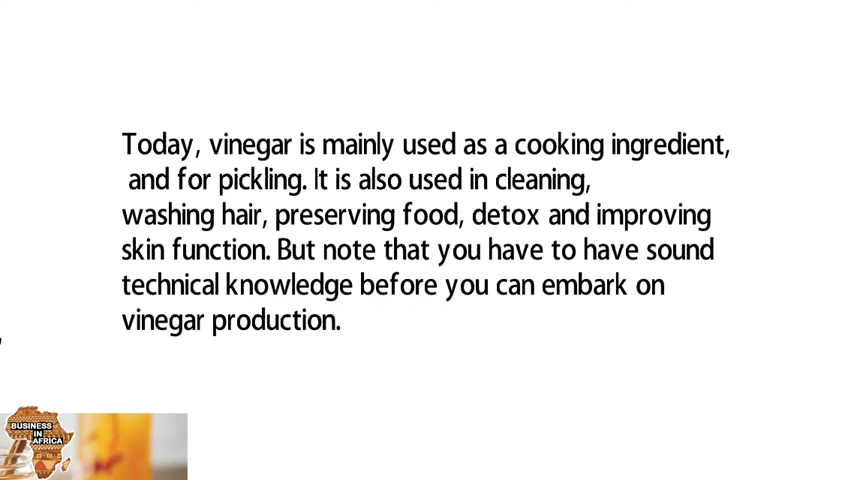 Today, vinegar is mainly used as a cooking ingredient,
and for pickling. It is also used in cleaning,
washing hair, preserving food, detox and improving
skin function. But note that you have to have sound
technical knowledge before you can embark on
vinegar production.
BUSINESS
IN
AFRICA